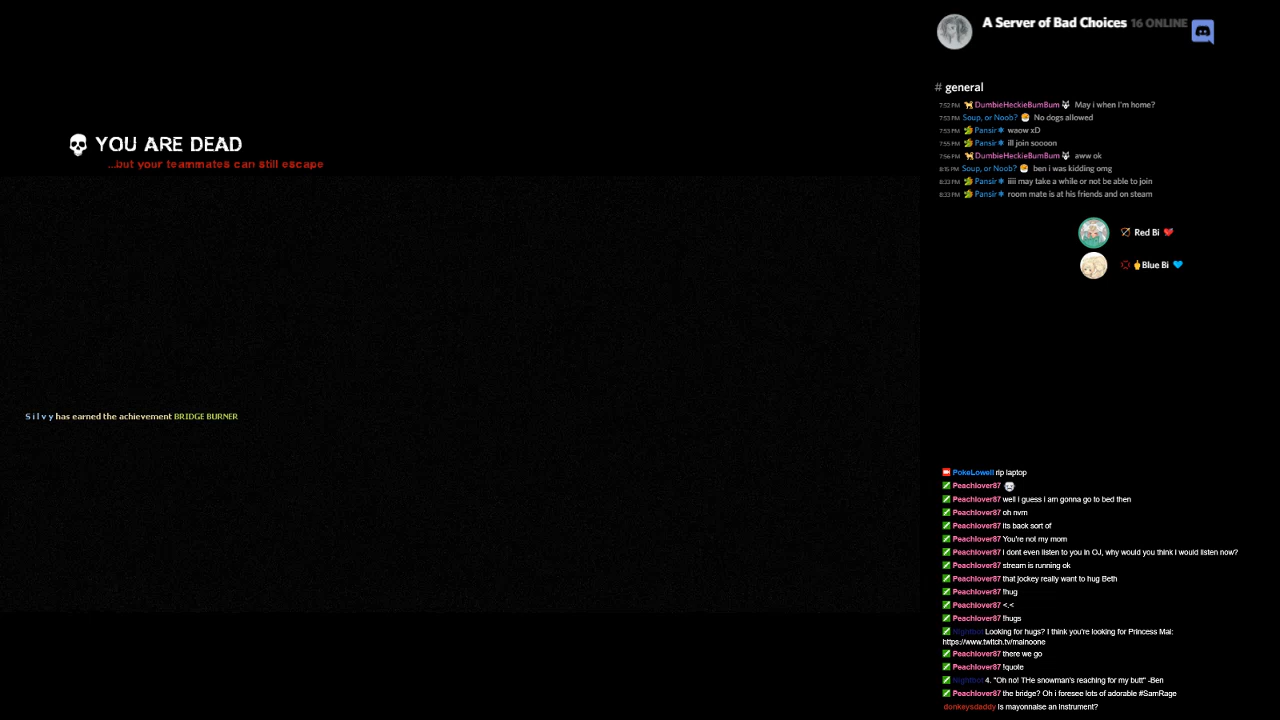 YOU ARE DEAD
...but your teammates can still escape
S i l v y has earned the achievement BRIDGE BURNER
A Server of Bad Choices 16 ONLINE
# general
7:52 PM DumbieHeckieBumBum May i when I'm home?
7:53 PM Soup, or Noob? No dogs allowed
7:53 PM Pansir waow xD
7:55 PM Pansir ill join soooon
7:56 PM DumbieHeckieBumBum aww ok
8:15 PM Soup, or Noob? ben i was kidding omg
8:33 PM Pansir iiii may take a while or not be able to join
8:33 PM Pansir room mate is at his friends and on steam
Red Bi
Blue Bi
PokeLowell rip laptop
Peachlover87
Peachlover87 well i guess i am gonna go to bed then
Peachlover87 oh nvm
Peachlover87 its back sort of
Peachlover87 You're not my mom
Peachlover87 I dont even listen to you in OJ, why would you think I would listen now?
Peachlover87 stream is running ok
Peachlover87 that jockey really want to hug Beth
Peachlover87 !hug
Peachlover87 <.<
Peachlover87 !hugs
Nightbot Looking for hugs? I think you're looking for Princess Mai:
https://www.twitch.tv/mainoone
Peachlover87 there we go
Peachlover87 !quote
Nightbot 4. "Oh no! THe snowman's reaching for my butt" -Ben
Peachlover87 the bridge? Oh i foresee lots of adorable #SamRage
donkeysdaddy Is mayonnaise an instrument?